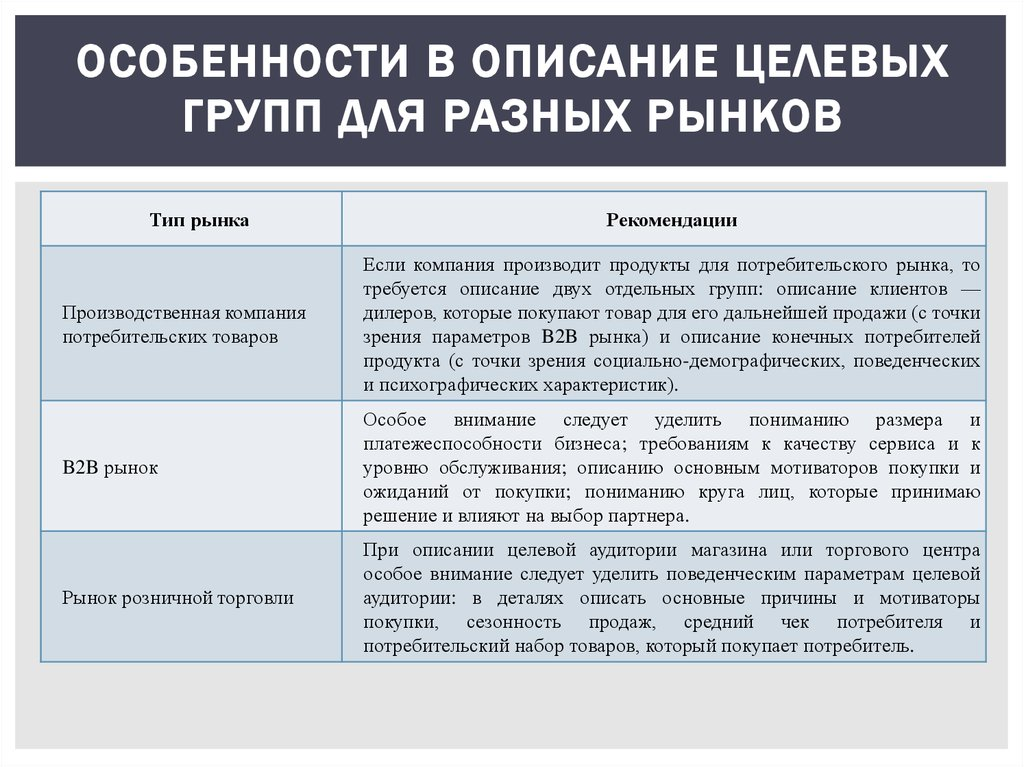 ОСОБЕННОСТИ В ОПИСАНИЕ ЦЕЛЕВЫХ
ГРУПП ДЛЯ РАЗНЫХ РЫНКОВ
Тип рынка
Рекомендации
Производственная компания
потребительских товаров
Если компания производит продукты для потребительского рынка, то
требуется описание двух отдельных групп: описание клиентов —
дилеров, которые покупают товар для его дальнейшей продажи (с точки
зрения параметров B2B рынка) и описание конечных потребителей
продукта (с точки зрения социально-демографических, поведенческих
и психографических характеристик).
B2B рынок
Особое внимание следует уделить пониманию размера и
платежеспособности бизнеса; требованиям к качеству сервиса и к
уровню обслуживания; описанию основным мотиваторов покупки и
ожиданий от покупки; пониманию круга лиц, которые принимаю
решение и влияют на выбор партнера.
Рынок розничной торговли
При описании целевой аудитории магазина или торгового центра
особое внимание следует уделить поведенческим параметрам целевой
аудитории: в деталях описать основные причины и мотиваторы
покупки, сезонность продаж, средний чек потребителя и
потребительский набор товаров, который покупает потребитель.